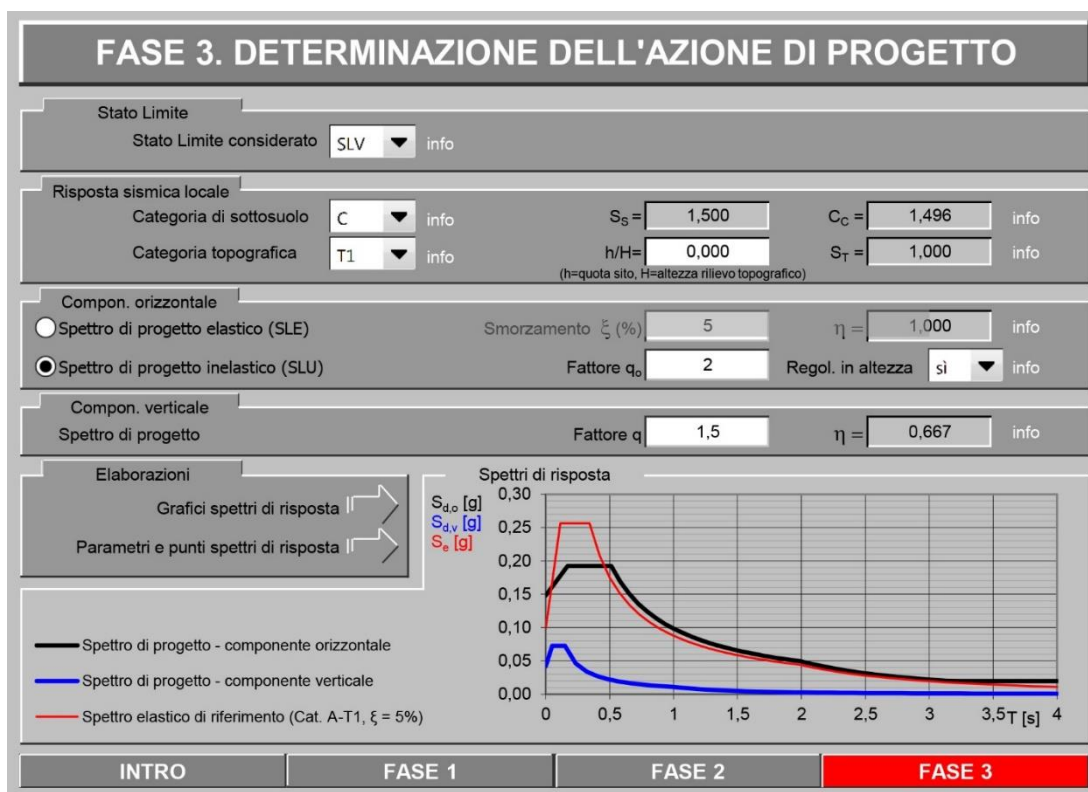 FASE 3. DETERMINAZIONE DELL'AZIONE DI PROGETTO
Stato Limite
Stato Limite considerato SLV info
Risposta sismica locale
Categoria di sottosuolo C info S_S = 1,500 C_C = 1,496 info
Categoria topografica T1 info h/H= 0,000 S_T = 1,000 info
(h=quota sito, H=altezza rilievo topografico)
Compon. orizzontale
Spettro di progetto elastico (SLE) Smorzamento ξ (%) 5 η = 1,000 info
Spettro di progetto inelastico (SLU) Fattore q_o 2 Regol. in altezza sì info
Compon. verticale
Spettro di progetto Fattore q 1,5 η = 0,667 info
Elaborazioni
Grafici spettri di risposta
Parametri e punti spettri di risposta
Spettri di risposta
S_d,o [g]
S_d,v [g]
S_e [g]
0,30
0,25
0,20
0,15
0,10
0,05
0,00
0 0,5 1 1,5 2 2,5 3 3,5 T [s] 4
Spettro di progetto - componente orizzontale
Spettro di progetto - componente verticale
Spettro elastico di riferimento (Cat. A-T1, ξ = 5%)
INTRO FASE 1 FASE 2 FASE 3